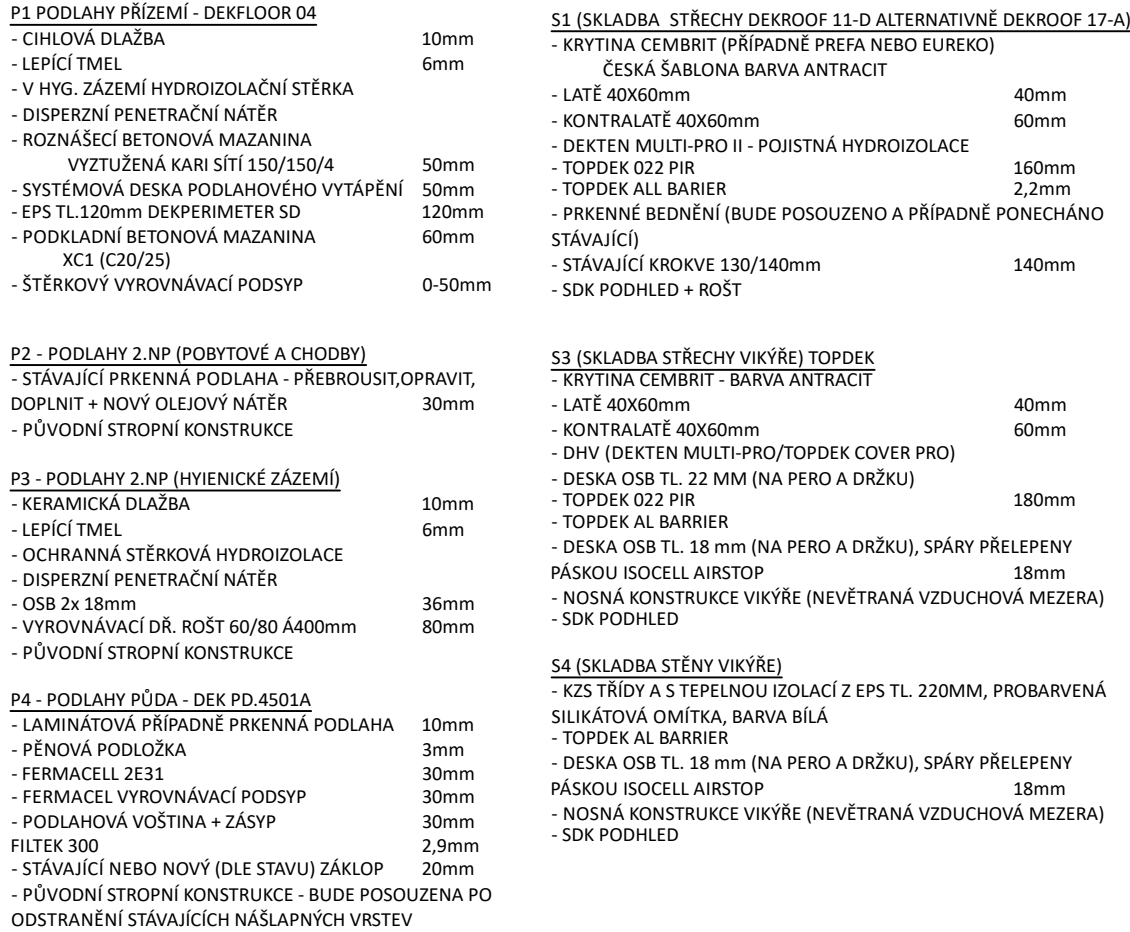 P1 PODLAHY PŘÍZEMÍ - DEKFLOOR 04
- CIHLOVÁ DLAŽBA 10mm
- LEPÍCÍ TMEL 6mm
- V HYG. ZÁZEMÍ HYDROIZOLAČNÍ STĚRKA
- DISPERZNÍ PENETRAČNÍ NÁTĚR
- ROZNÁŠECÍ BETONOVÁ MAZANINA
VYZTUŽENÁ KARI SÍTÍ 150/150/4 50mm
- SYSTÉMOVÁ DESKA PODLAHOVÉHO VYTÁPĚNÍ 50mm
- EPS TL.120mm DEKPERIMETER SD 120mm
- PODKLADNÍ BETONOVÁ MAZANINA 60mm
XC1 (C20/25)
- ŠTĚRKOVÝ VYROVNÁVACÍ PODSYP 0-50mm
P2 - PODLAHY 2.NP (POBYTOVÉ A CHODBY)
- STÁVAJÍCÍ PRKENNÁ PODLAHA - PŘEBROUSIT,OPRAVIT,
DOPLNIT + NOVÝ OLEJOVÝ NÁTĚR 30mm
- PŮVODNÍ STROPNÍ KONSTRUKCE
P3 - PODLAHY 2.NP (HYIENICKÉ ZÁZEMÍ)
- KERAMICKÁ DLAŽBA 10mm
- LEPÍCÍ TMEL 6mm
- OCHRANNÁ STĚRKOVÁ HYDROIZOLACE
- DISPERZNÍ PENETRAČNÍ NÁTĚR
- OSB 2x 18mm 36mm
- VYROVNÁVACÍ DŘ. ROŠT 60/80 Á400mm 80mm
- PŮVODNÍ STROPNÍ KONSTRUKCE
P4 - PODLAHY PŮDA - DEK PD.4501A
- LAMINÁTOVÁ PŘÍPADNĚ PRKENNÁ PODLAHA 10mm
- PĚNOVÁ PODLOŽKA 3mm
- FERMACELL 2E31 30mm
- FERMACEL VYROVNÁVACÍ PODSYP 30mm
- PODLAHOVÁ VOŠTINA + ZÁSYP 30mm
FILTEK 300 2,9mm
- STÁVAJÍCÍ NEBO NOVÝ (DLE STAVU) ZÁKLOP 20mm
- PŮVODNÍ STROPNÍ KONSTRUKCE - BUDE POSOUZENA PO
ODSTRANĚNÍ STÁVAJÍCÍCH NÁŠLAPNÝCH VRSTEV
S1 (SKLADBA STŘECHY DEKROOF 11-D ALTERNATIVNĚ DEKROOF 17-A)
- KRYTINA CEMBRIT (PŘÍPADNĚ PREFA NEBO EUREKO)
ČESKÁ ŠABLONA BARVA ANTRACIT
- LATĚ 40X60mm 40mm
- KONTRALATĚ 40X60mm 60mm
- DEKTEN MULTI-PRO II - POJISTNÁ HYDROIZOLACE
- TOPDEK 022 PIR 160mm
- TOPDEK ALL BARIER 2,2mm
- PRKENNÉ BEDNĚNÍ (BUDE POSOUZENO A PŘÍPADNĚ PONECHÁNO
STÁVAJÍCÍ)
- STÁVAJÍCÍ KROKVE 130/140mm 140mm
- SDK PODHLED + ROŠT
S3 (SKLADBA STŘECHY VIKÝŘE) TOPDEK
- KRYTINA CEMBRIT - BARVA ANTRACIT
- LATĚ 40X60mm 40mm
- KONTRALATĚ 40X60mm 60mm
- DHV (DEKTEN MULTI-PRO/TOPDEK COVER PRO)
- DESKA OSB TL. 22 MM (NA PERO A DRŽKU)
- TOPDEK 022 PIR 180mm
- TOPDEK AL BARRIER
- DESKA OSB TL. 18 mm (NA PERO A DRŽKU), SPÁRY PŘELEPENY
PÁSKOU ISOCELL AIRSTOP 18mm
- NOSNÁ KONSTRUKCE VIKÝŘE (NEVĚTRANÁ VZDUCHOVÁ MEZERA)
- SDK PODHLED
S4 (SKLADBA STĚNY VIKÝŘE)
- KZS TŘÍDY A S TEPELNOU IZOLACÍ Z EPS TL. 220MM, PROBARVENÁ
SILIKÁTOVÁ OMÍTKA, BARVA BÍLÁ
- TOPDEK AL BARRIER
- DESKA OSB TL. 18 mm (NA PERO A DRŽKU), SPÁRY PŘELEPENY
PÁSKOU ISOCELL AIRSTOP 18mm
- NOSNÁ KONSTRUKCE VIKÝŘE (NEVĚTRANÁ VZDUCHOVÁ MEZERA)
- SDK PODHLED